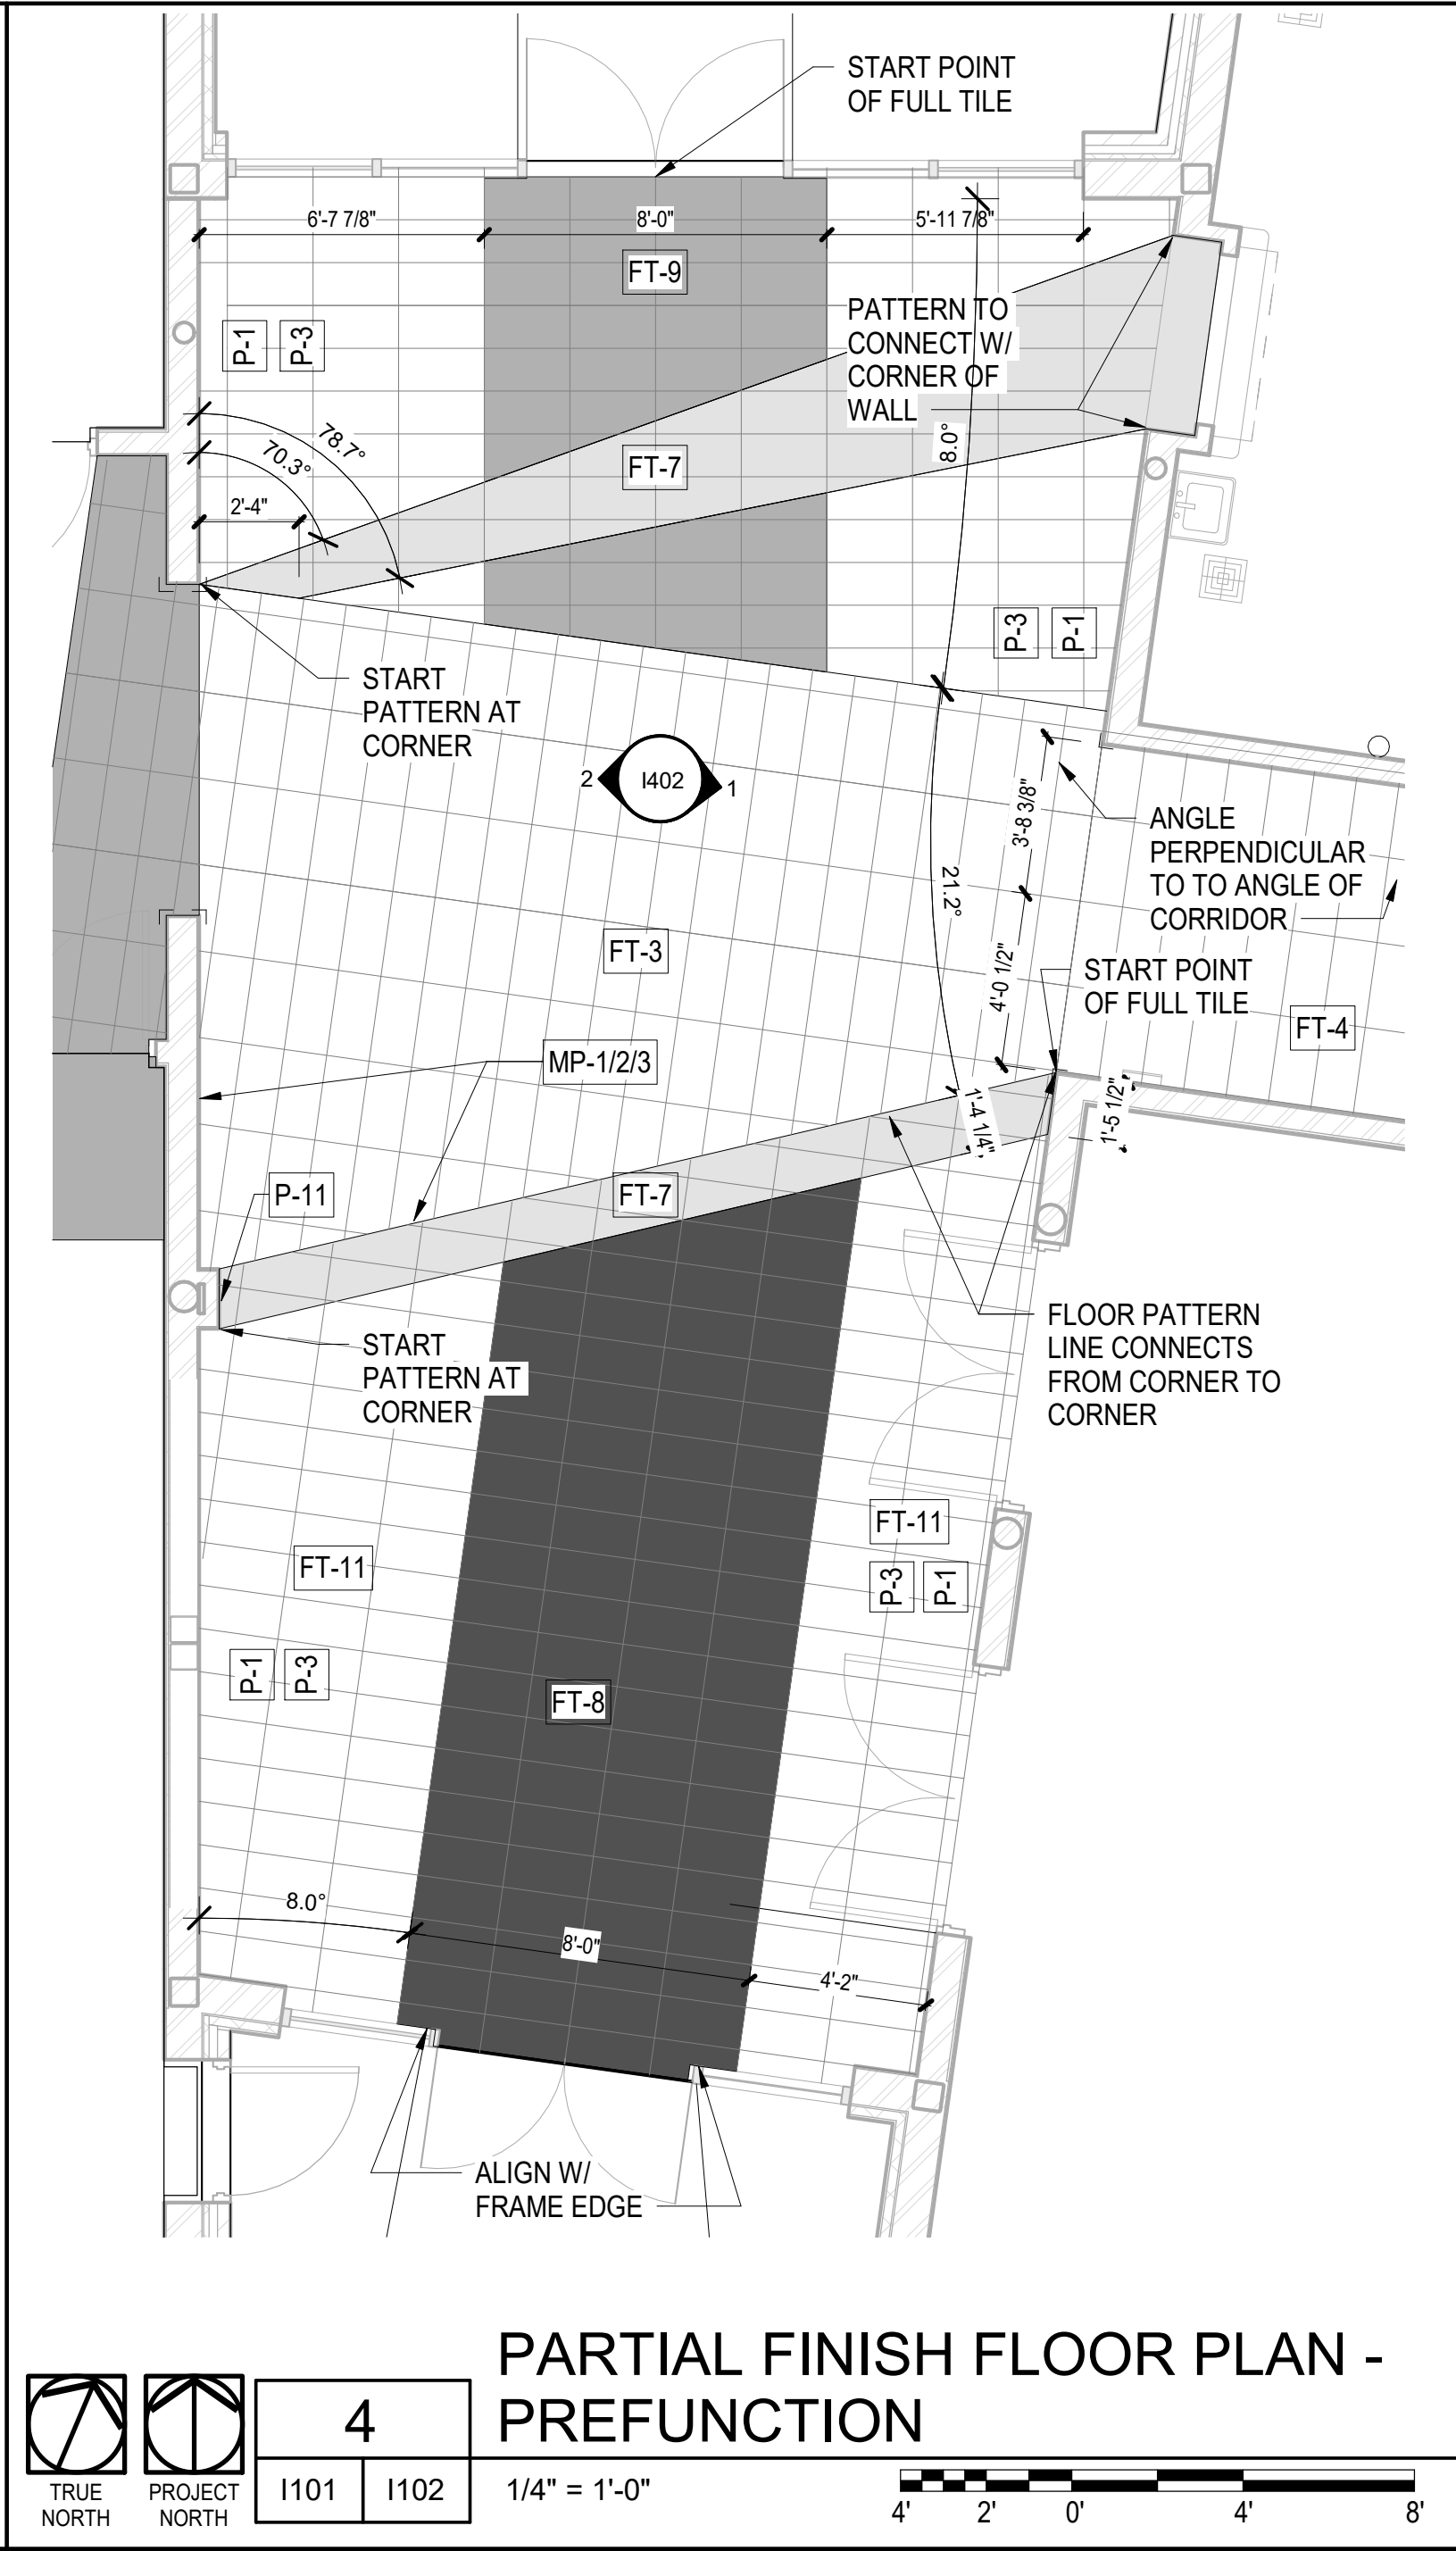 START POINT
OF FULL TILE
6'-7 7/8"
8'-0"
5'-11 7/8"
FT-9
PATTERN TO
CONNECT W/
CORNER OF
WALL
P-1
P-3
78.7°
70.3°
8.0°
FT-7
2'-4"
P-3
P-1
START
PATTERN AT
CORNER
2
I402
1
3'-8 3/8"
ANGLE
PERPENDICULAR
TO TO ANGLE OF
CORRIDOR
21.2°
FT-3
4'-0 1/2"
START POINT
OF FULL TILE
FT-4
MP-1/2/3
1'-4 1/4"
1'-5 1/2"
P-11
FT-7
START
PATTERN AT
CORNER
FLOOR PATTERN
LINE CONNECTS
FROM CORNER TO
CORNER
FT-11
FT-11
P-3
P-1
P-1
P-3
FT-8
8.0°
8'-0"
4'-2"
ALIGN W/
FRAME EDGE
PARTIAL FINISH FLOOR PLAN -
PREFUNCTION
4
I101
I102
1/4" = 1'-0"
TRUE
NORTH
PROJECT
NORTH
4'
2'
0'
4'
8'